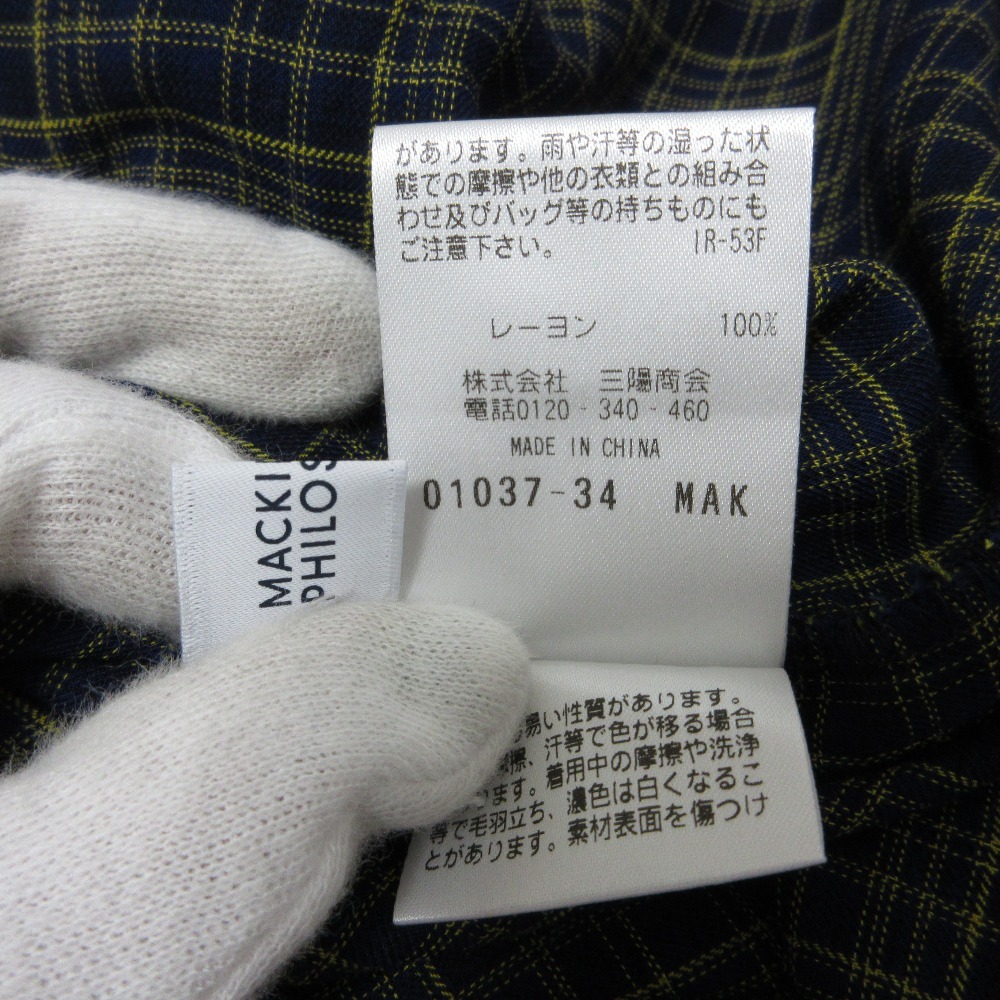 があります。雨や汗等の湿った状
態での摩擦や他の衣類との組み合
わせ及びバッグ等の持ちものにも
ご注意下さい。 IR-53F
レーヨン 100%
株式会社 三陽商会
電話0120-340-460
MADE IN CHINA
01037-34 MAK
MACKI
PHILOS
易い性質があります。
、汗等で色が移る場合
ります。着用中の摩擦や洗浄
等で毛羽立ち、濃色は白くなるこ
とがあります。素材表面を傷つけ